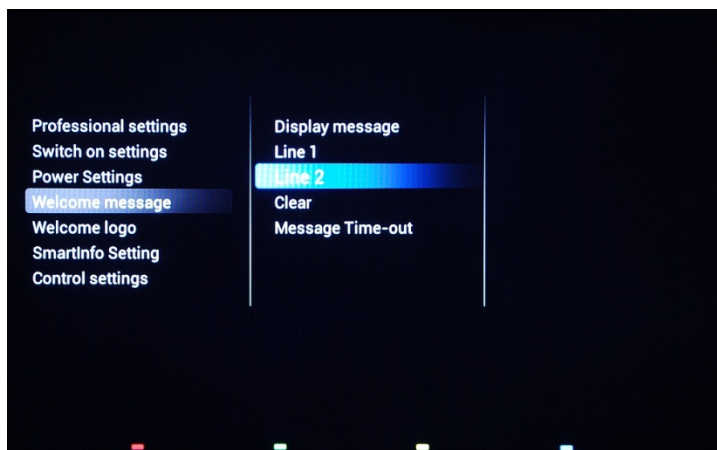 Professional settings
Switch on settings
Power Settings
Welcome message
Welcome logo
SmartInfo Setting
Control settings
Display message
Line 1
Line 2
Clear
Message Time-out